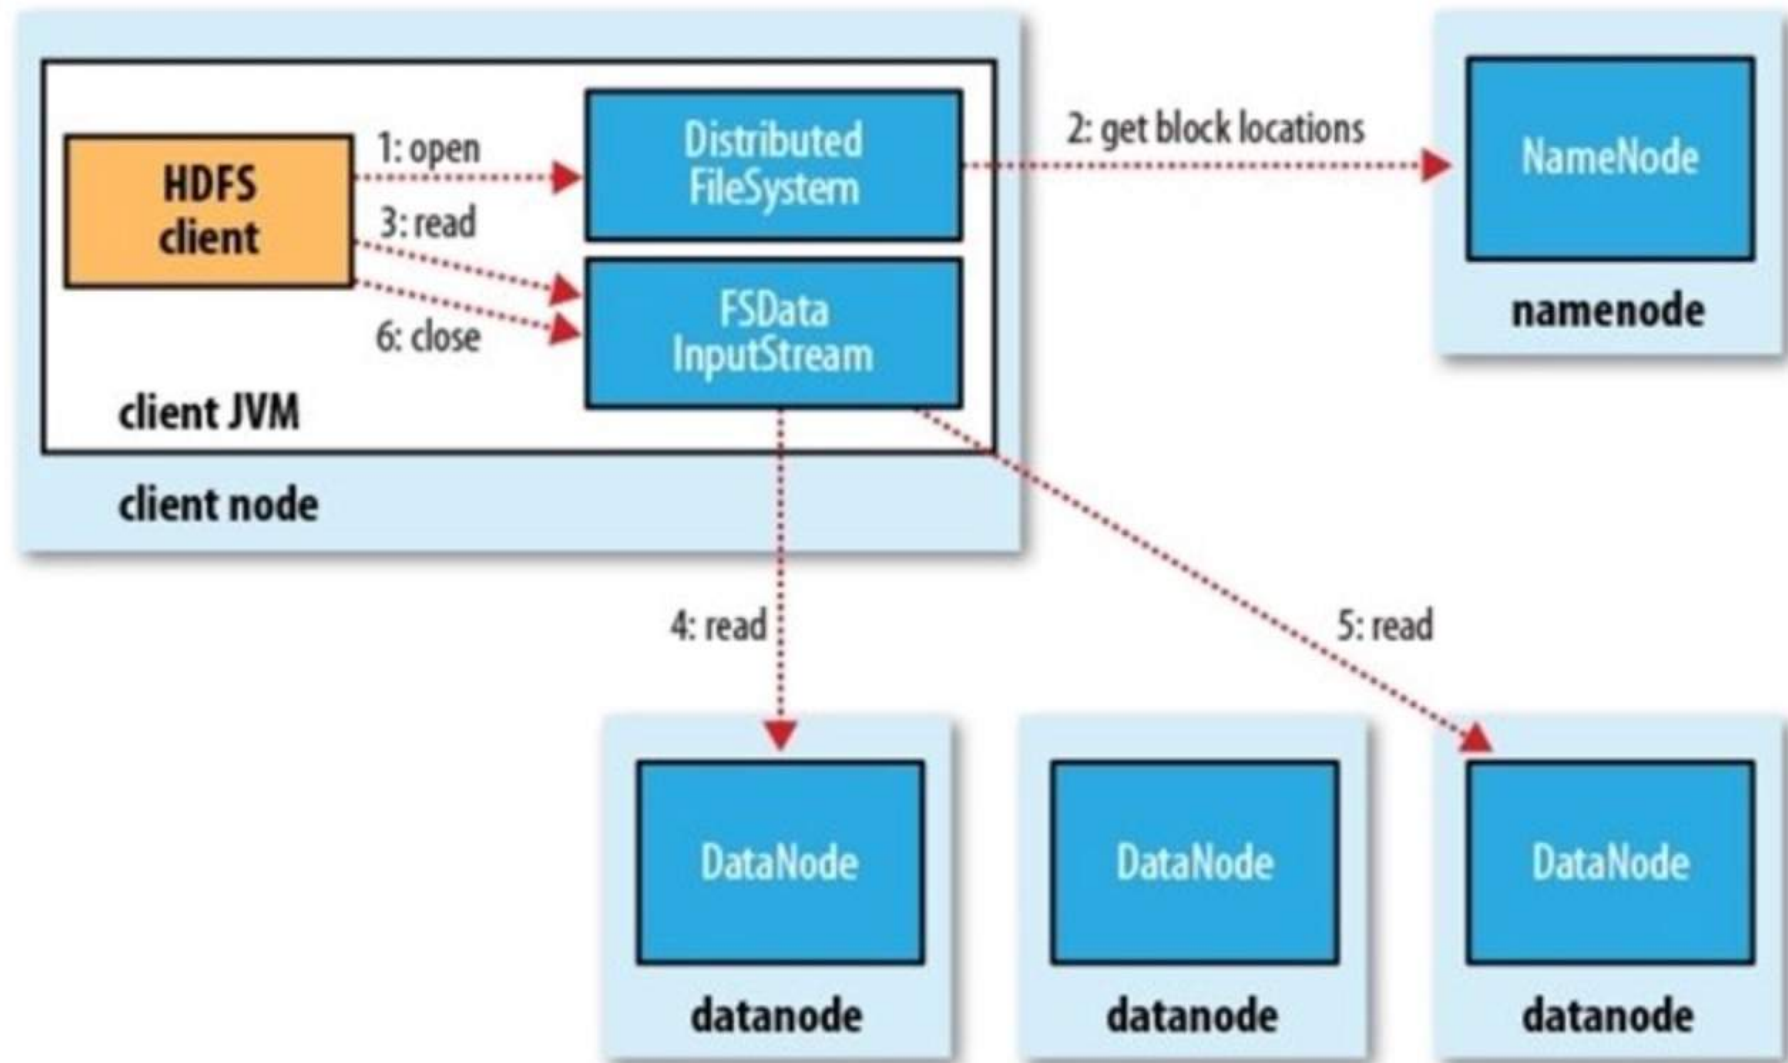 HDFS
client
1: open
3: read
6: close
Distributed
FileSystem
FSData
InputStream
client JVM
client node
2: get block locations
NameNode
namenode
4: read
5: read
DataNode
datanode
DataNode
datanode
DataNode
datanode